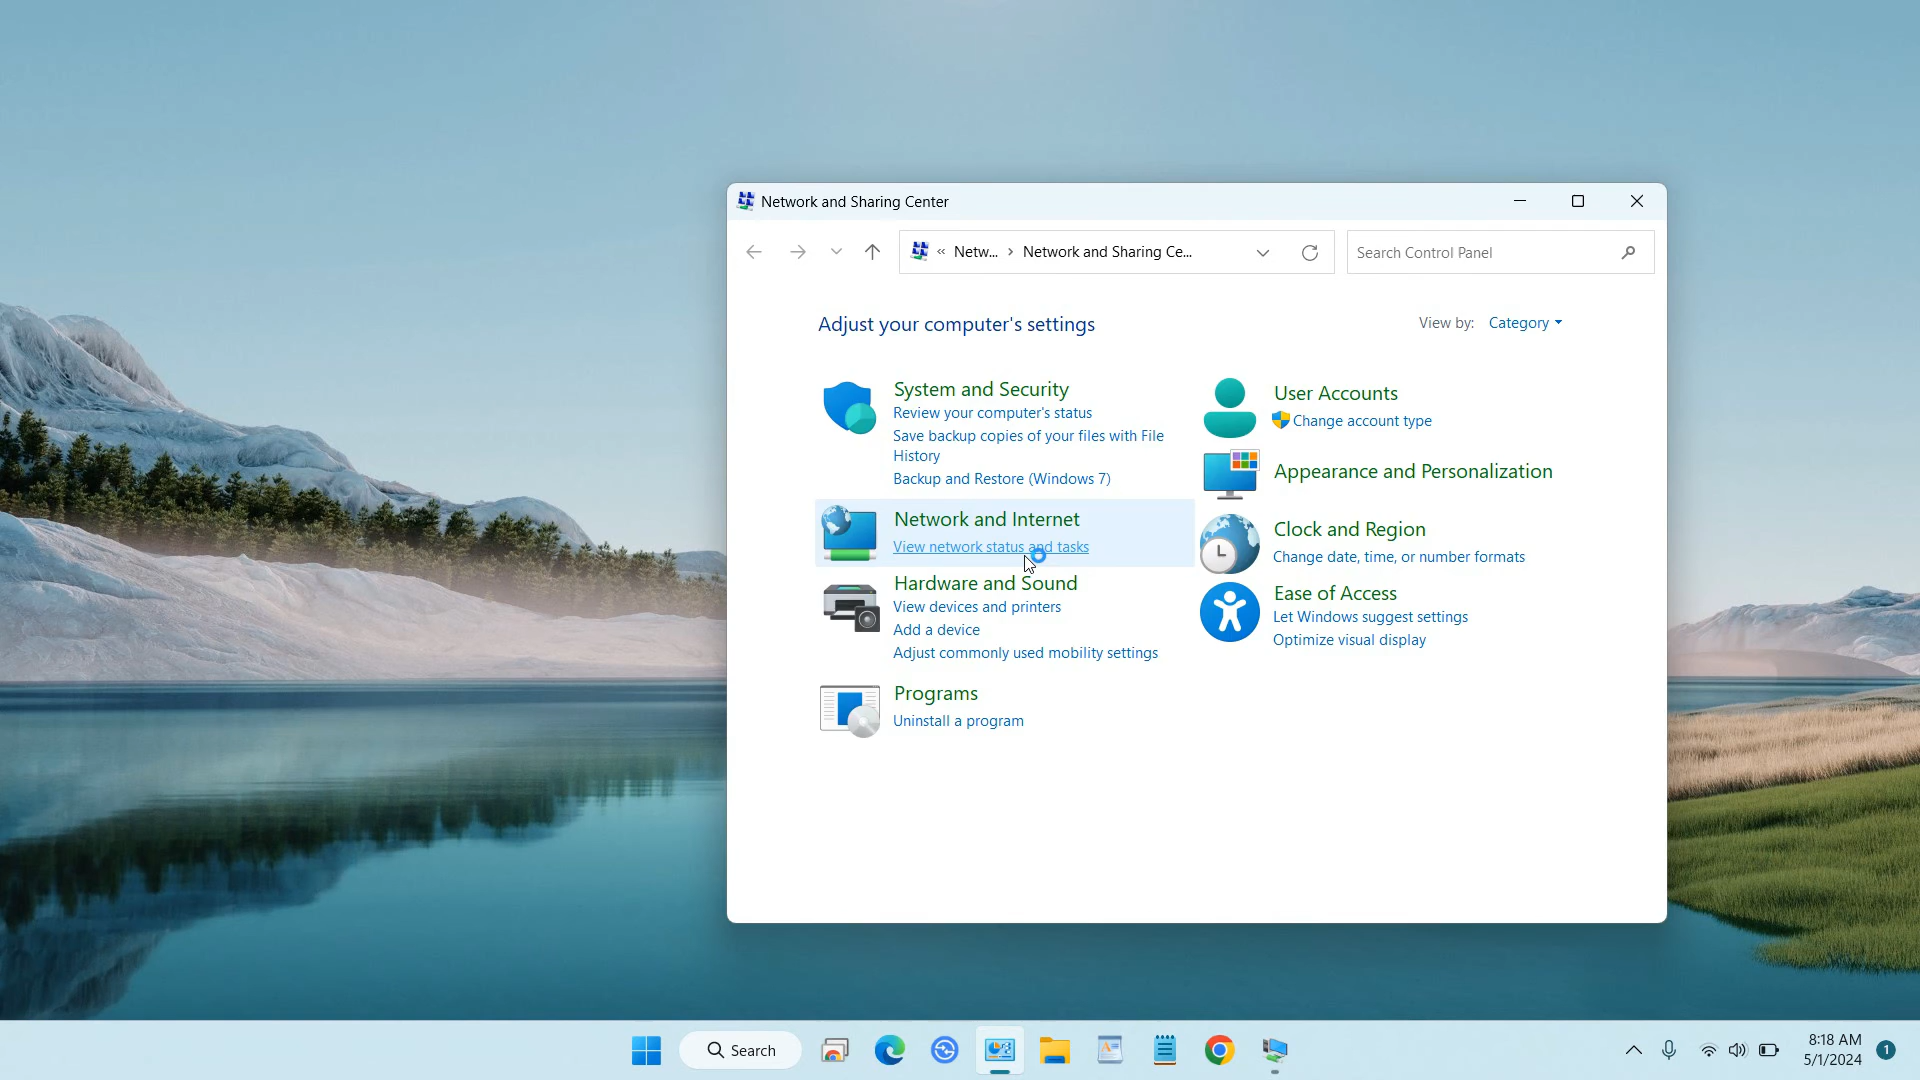 Network and Sharing Center
« Netw... › Network and Sharing Ce...
Search Control Panel
Adjust your computer's settings
View by: Category
System and Security
Review your computer's status
Save backup copies of your files with File
History
Backup and Restore (Windows 7)
Network and Internet
View network status and tasks
Hardware and Sound
View devices and printers
Add a device
Adjust commonly used mobility settings
Programs
Uninstall a program
User Accounts
Change account type
Appearance and Personalization
Clock and Region
Change date, time, or number formats
Ease of Access
Let Windows suggest settings
Optimize visual display
Search
8:18 AM
5/1/2024
1